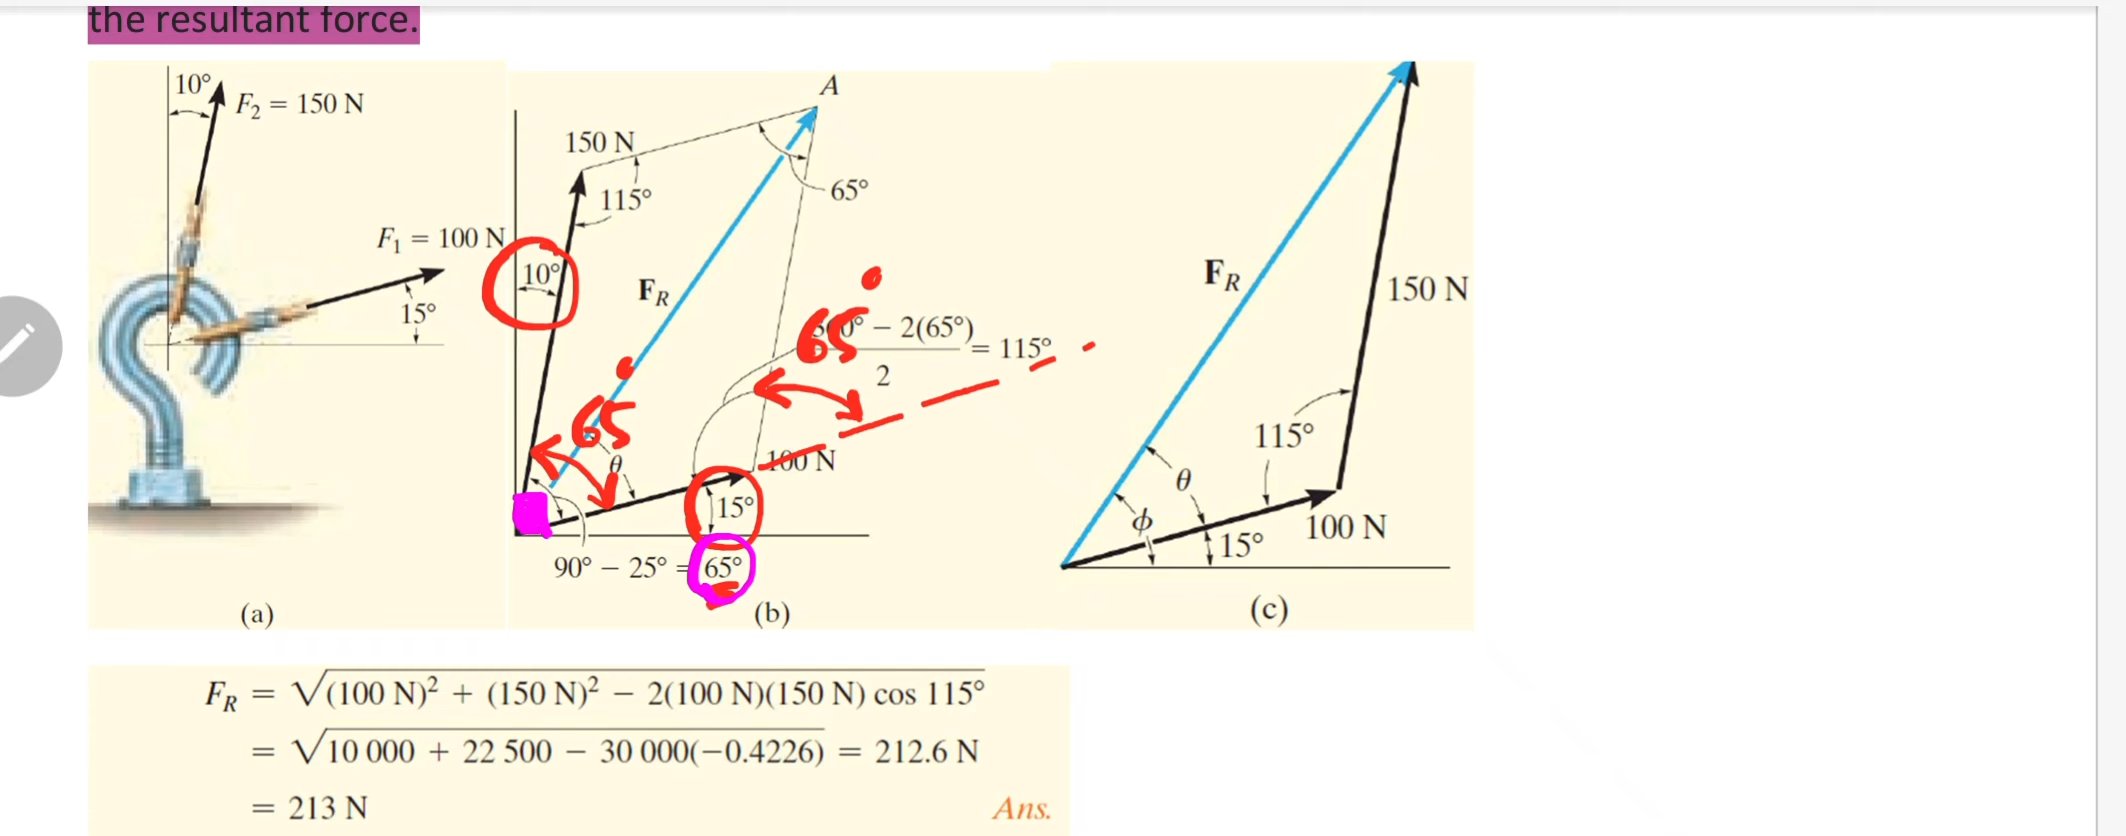 the resultant force.
10°
F₂ = 150 N
F₁ = 100 N
15°
(a)
A
150 N
115°
65°
10°
F_R
65°
0° − 2(65°)
= 115°
2
65°
θ
100 N
15°
90° − 25° = 65°
(b)
F_R
150 N
115°
θ
ϕ
15°
100 N
(c)
F_R = √(100 N)² + (150 N)² − 2(100 N)(150 N) cos 115°
= √10 000 + 22 500 − 30 000(−0.4226) = 212.6 N
= 213 N
Ans.